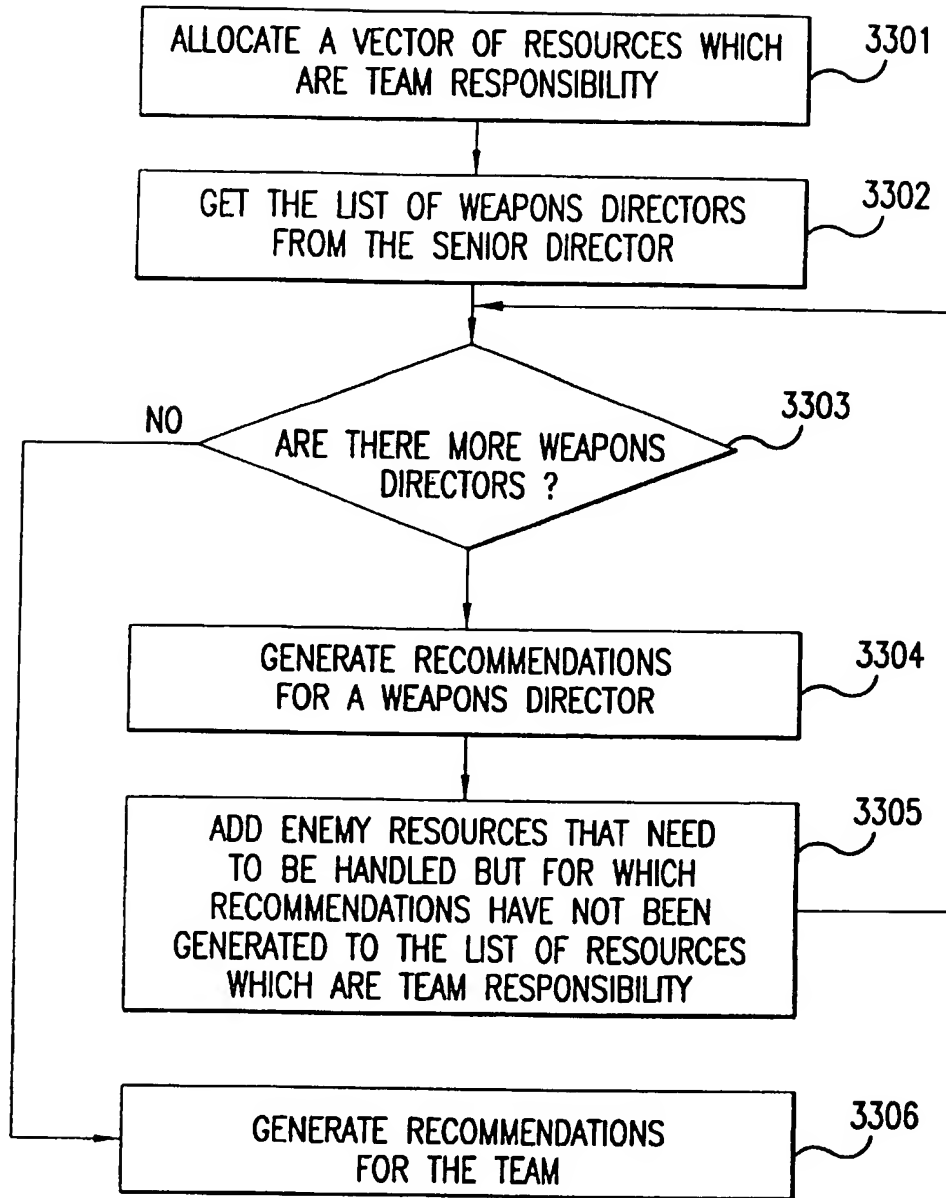 ALLOCATE A VECTOR OF RESOURCES WHICH
ARE TEAM RESPONSIBILITY
3301
GET THE LIST OF WEAPONS DIRECTORS
FROM THE SENIOR DIRECTOR
3302
NO
ARE THERE MORE WEAPONS
DIRECTORS ?
3303
GENERATE RECOMMENDATIONS
FOR A WEAPONS DIRECTOR
3304
ADD ENEMY RESOURCES THAT NEED
TO BE HANDLED BUT FOR WHICH
RECOMMENDATIONS HAVE NOT BEEN
GENERATED TO THE LIST OF RESOURCES
WHICH ARE TEAM RESPONSIBILITY
3305
GENERATE RECOMMENDATIONS
FOR THE TEAM
3306